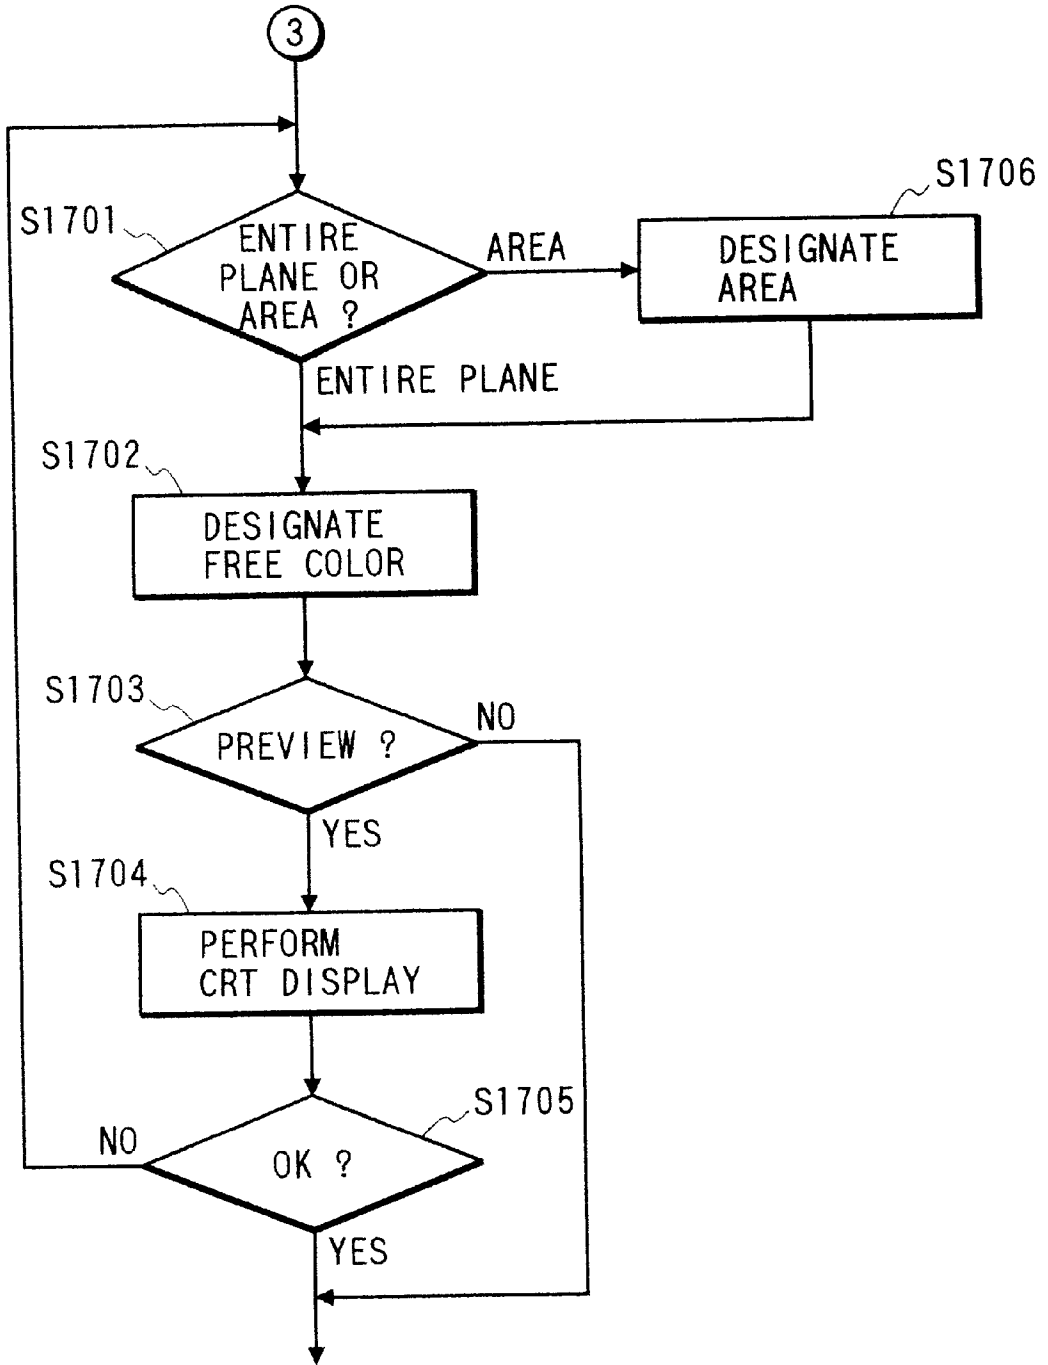 3
S1706
S1701
ENTIRE
PLANE OR
AREA ?
AREA
DESIGNATE
AREA
ENTIRE PLANE
S1702
DESIGNATE
FREE COLOR
S1703
NO
PREVIEW ?
YES
S1704
PERFORM
CRT DISPLAY
S1705
NO
OK ?
YES